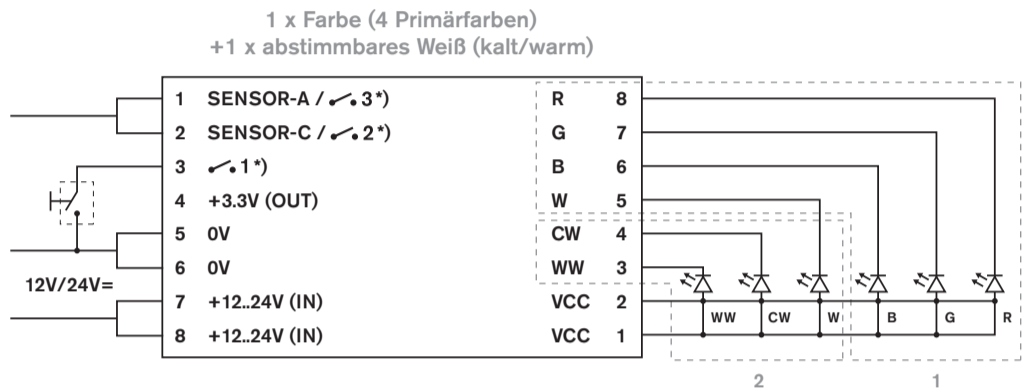 1 x Farbe (4 Primärfarben)
+1 x abstimmbares Weiß (kalt/warm)
1 SENSOR-A / 3*) R 8
2 SENSOR-C / 2*) G 7
3 1*) B 6
4 +3.3V (OUT) W 5
5 0V CW 4
6 0V WW 3
12V/24V=
7 +12..24V (IN) VCC 2
WW CW W B G R
8 +12..24V (IN) VCC 1
2 1